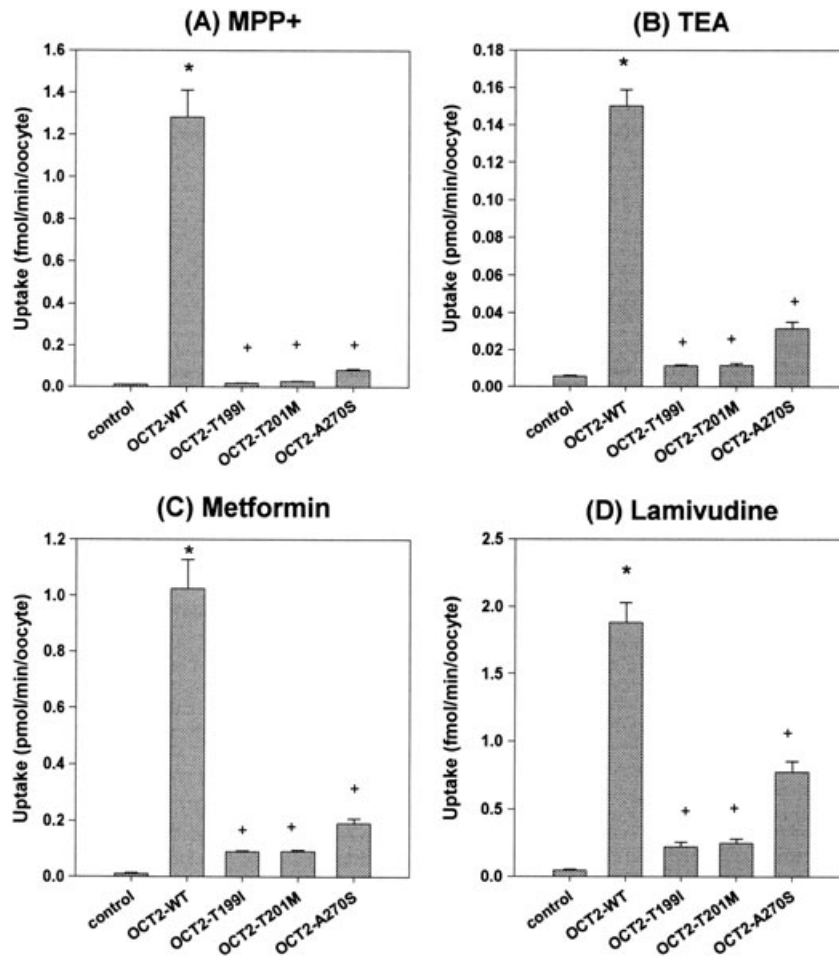 (A) MPP+
Uptake (fmol/min/oocyte)
1.6
1.4
1.2
1.0
0.8
0.6
0.4
0.2
0.0
*
+
+
+
control
OCT2-WT
OCT2-T199I
OCT2-T201M
OCT2-A270S
(B) TEA
Uptake (pmol/min/oocyte)
0.18
0.16
0.14
0.12
0.10
0.08
0.06
0.04
0.02
0.00
*
+
+
+
control
OCT2-WT
OCT2-T199I
OCT2-T201M
OCT2-A270S
(C) Metformin
Uptake (pmol/min/oocyte)
1.2
1.0
0.8
0.6
0.4
0.2
0.0
*
+
+
+
control
OCT2-WT
OCT2-T199I
OCT2-T201M
OCT2-A270S
(D) Lamivudine
Uptake (fmol/min/oocyte)
2.5
2.0
1.5
1.0
0.5
0.0
*
+
+
+
control
OCT2-WT
OCT2-T199I
OCT2-T201M
OCT2-A270S